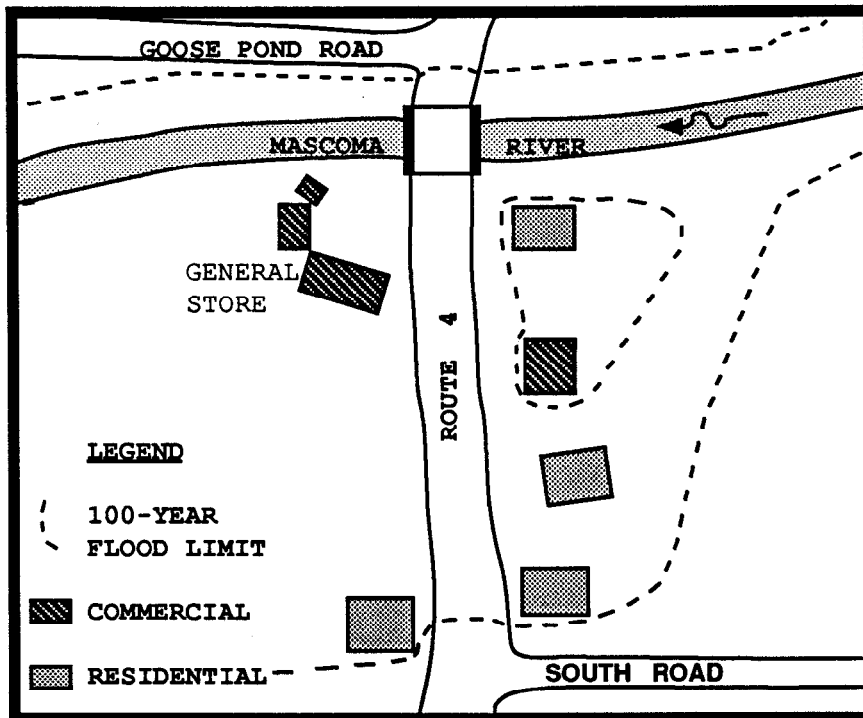 GOOSE POND ROAD
MASCOMA RIVER
GENERAL
STORE
ROUTE 4
LEGEND
100-YEAR
FLOOD LIMIT
COMMERCIAL
RESIDENTIAL
SOUTH ROAD